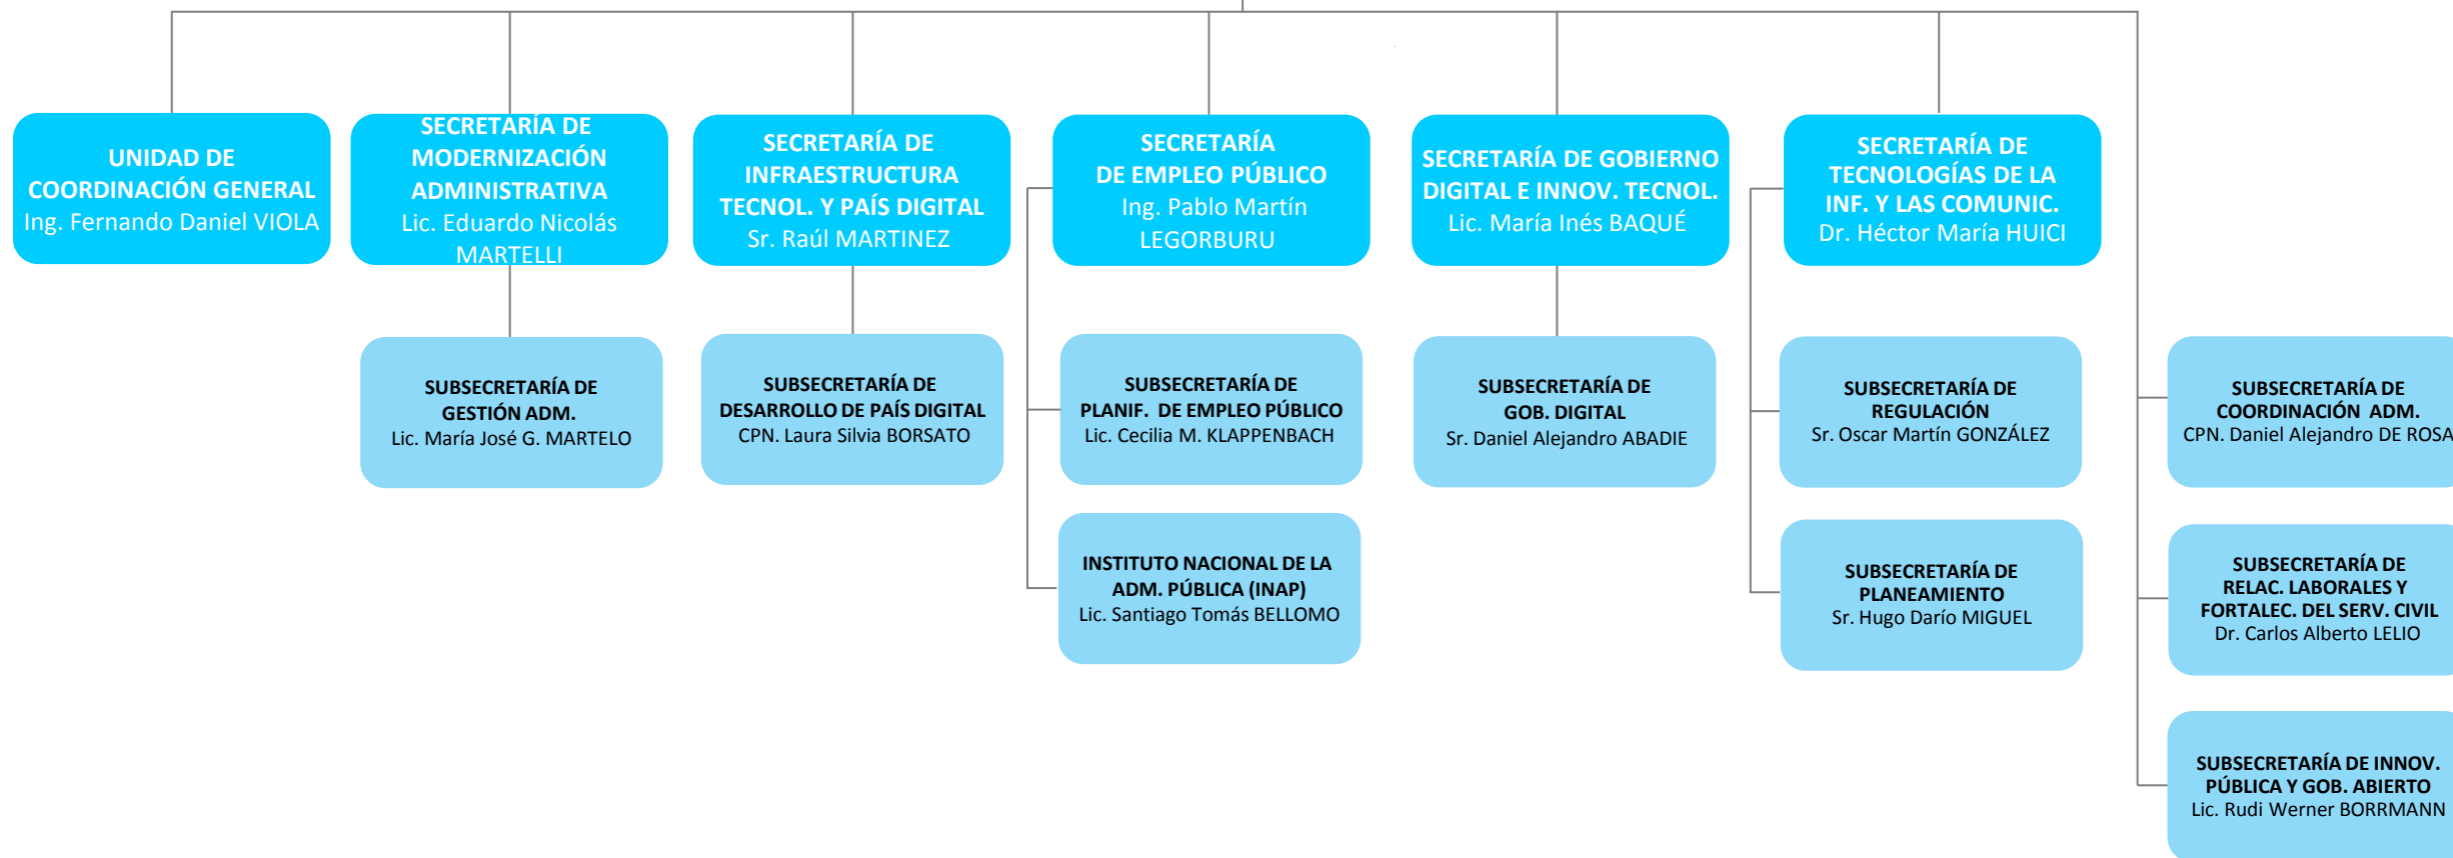 UNIDAD DE
COORDINACIÓN GENERAL
Ing. Fernando Daniel VIOLA
SECRETARÍA DE
MODERNIZACIÓN
ADMINISTRATIVA
Lic. Eduardo Nicolás
MARTELLI
SECRETARÍA DE
INFRAESTRUCTURA
TECNOL. Y PAÍS DIGITAL
Sr. Raúl MARTINEZ
SECRETARÍA
DE EMPLEO PÚBLICO
Ing. Pablo Martín
LEGORBURU
SECRETARÍA DE GOBIERNO
DIGITAL E INNOV. TECNOL.
Lic. María Inés BAQUÉ
SECRETARÍA DE
TECNOLOGÍAS DE LA
INF. Y LAS COMUNIC.
Dr. Héctor María HUICI
SUBSECRETARÍA DE
GESTIÓN ADM.
Lic. María José G. MARTELO
SUBSECRETARÍA DE
DESARROLLO DE PAÍS DIGITAL
CPN. Laura Silvia BORSATO
SUBSECRETARÍA DE
PLANIF. DE EMPLEO PÚBLICO
Lic. Cecilia M. KLAPPENBACH
SUBSECRETARÍA DE
GOB. DIGITAL
Sr. Daniel Alejandro ABADIE
SUBSECRETARÍA DE
REGULACIÓN
Sr. Oscar Martín GONZÁLEZ
SUBSECRETARÍA DE
COORDINACIÓN ADM.
CPN. Daniel Alejandro DE ROSA
INSTITUTO NACIONAL DE LA
ADM. PÚBLICA (INAP)
Lic. Santiago Tomás BELLOMO
SUBSECRETARÍA DE
PLANEAMIENTO
Sr. Hugo Darío MIGUEL
SUBSECRETARÍA DE
RELAC. LABORALES Y
FORTALEC. DEL SERV. CIVIL
Dr. Carlos Alberto LELIO
SUBSECRETARÍA DE INNOV.
PÚBLICA Y GOB. ABIERTO
Lic. Rudi Werner BORRMANN